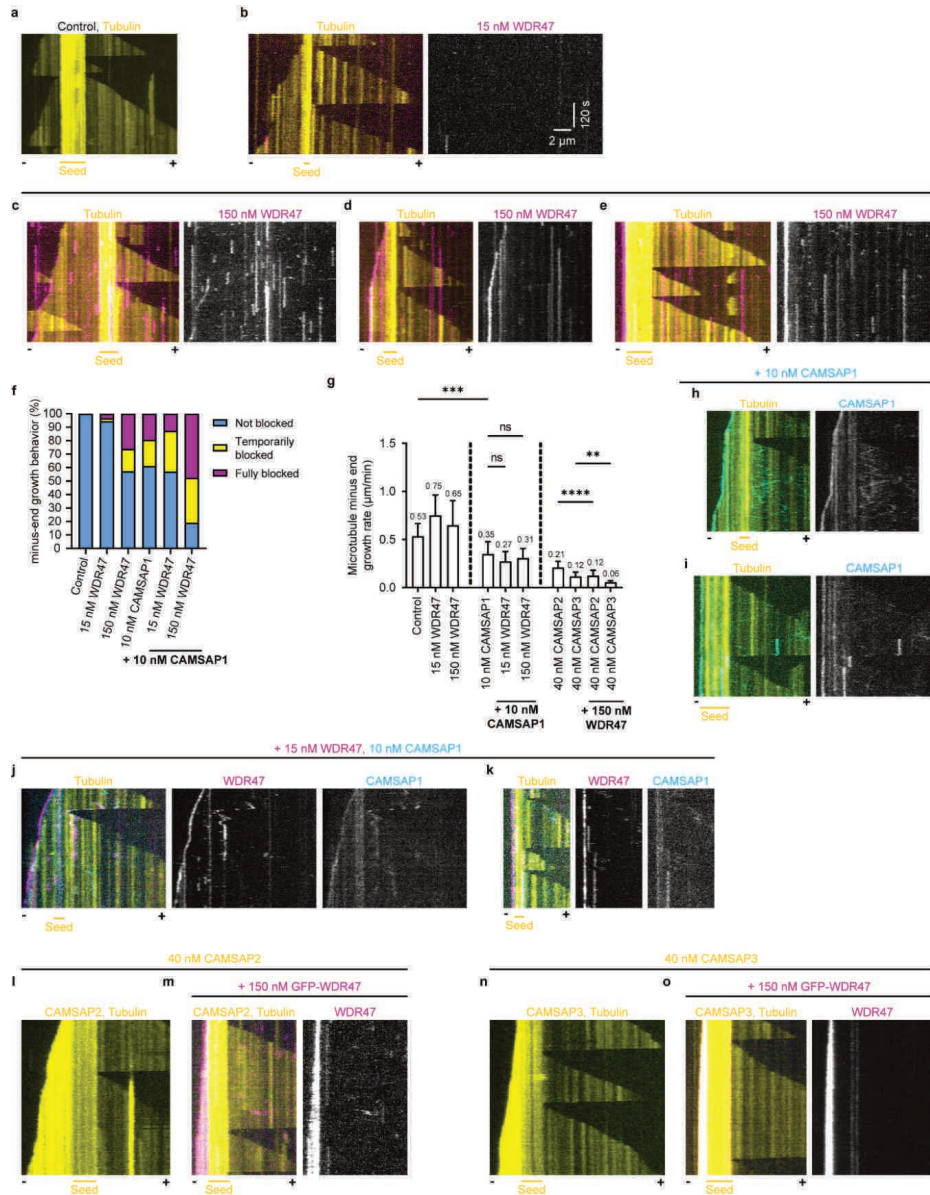 a
Control, Tubulin
- +
Seed
b
Tubulin
15 nM WDR47
120 s
2 µm
- +
Seed
c
Tubulin
150 nM WDR47
- +
Seed
d
Tubulin
150 nM WDR47
- +
Seed
e
Tubulin
150 nM WDR47
- +
Seed
f
minus-end growth behavior (%)
100
90
80
70
60
50
40
30
20
10
0
Not blocked
Temporarily
blocked
Fully blocked
Control
15 nM WDR47
150 nM WDR47
10 nM CAMSAP1
15 nM WDR47
150 nM WDR47
+ 10 nM CAMSAP1
g
Microtubule minus end
growth rate (µm/min)
1.5
1.0
0.5
0.0
***
ns
ns
**
****
0.53
0.75
0.65
0.35
0.27
0.31
0.21
0.12
0.12
0.06
Control
15 nM WDR47
150 nM WDR47
10 nM CAMSAP1
15 nM WDR47
150 nM WDR47
40 nM CAMSAP2
40 nM CAMSAP3
40 nM CAMSAP2
40 nM CAMSAP3
+ 10 nM
CAMSAP1
+ 150 nM
WDR47
+ 10 nM CAMSAP1
h
Tubulin
CAMSAP1
- +
Seed
i
Tubulin
CAMSAP1
- +
Seed
+ 15 nM WDR47, 10 nM CAMSAP1
j
Tubulin
WDR47
CAMSAP1
- +
Seed
k
Tubulin
WDR47
CAMSAP1
- +
Seed
40 nM CAMSAP2
l
CAMSAP2, Tubulin
- +
Seed
m
+ 150 nM GFP-WDR47
CAMSAP2, Tubulin
WDR47
- +
Seed
40 nM CAMSAP3
n
CAMSAP3, Tubulin
- +
Seed
o
+ 150 nM GFP-WDR47
CAMSAP3, Tubulin
WDR47
- +
Seed